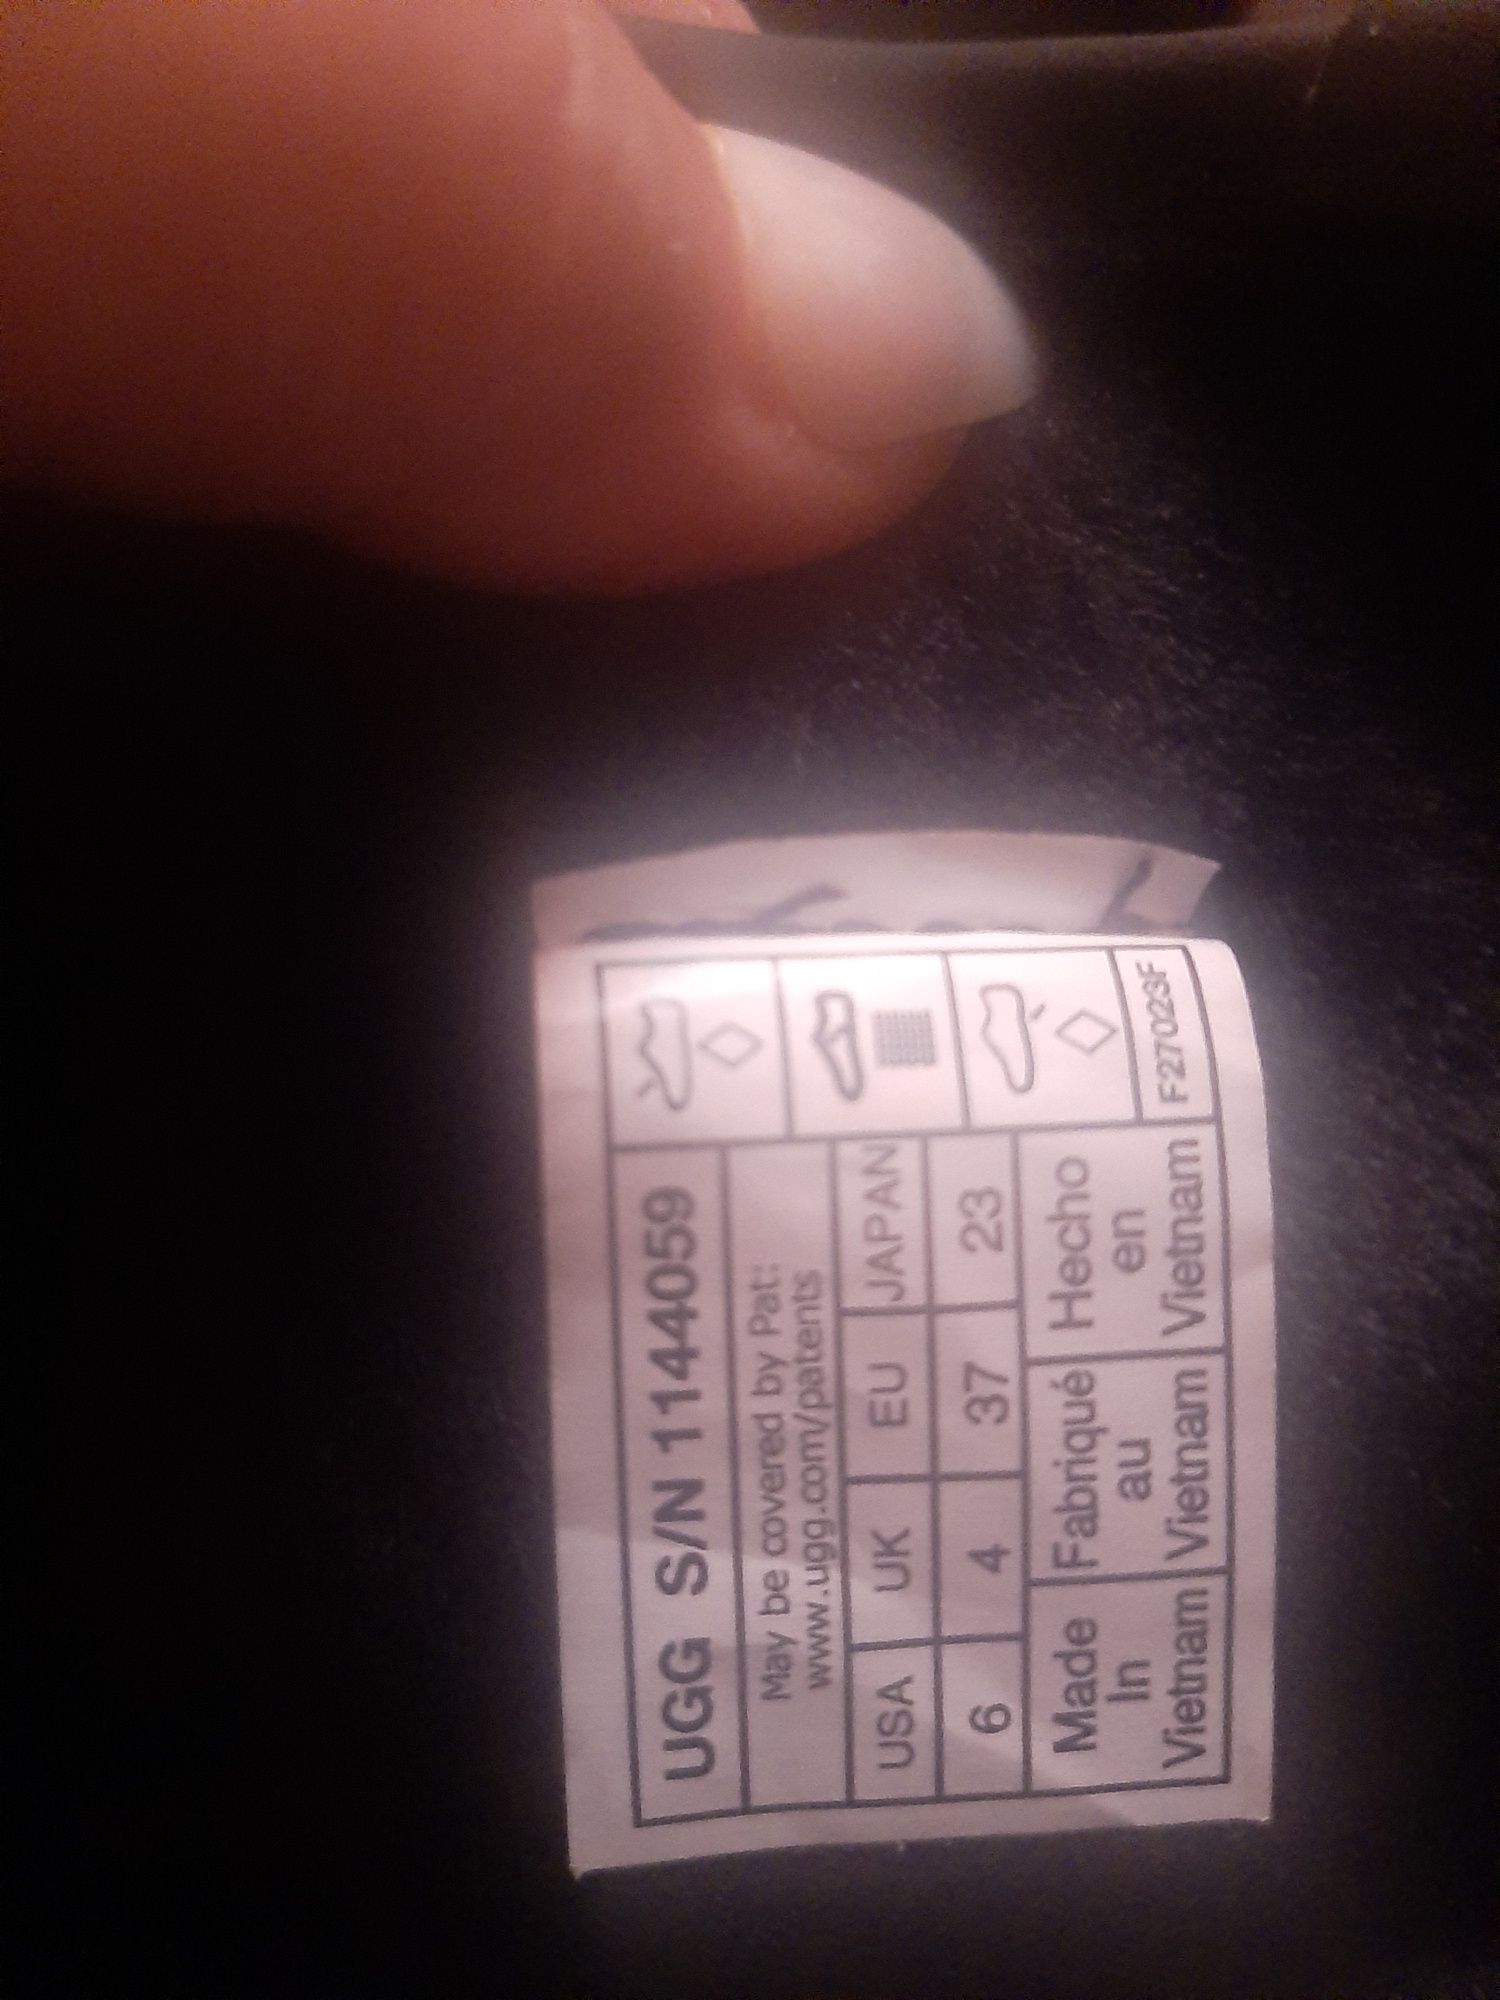 UGG S/N 1144059
May be covered by Pat:
www.ugg.com/patents
USA UK EU JAPAN
6 4 37 23
Made
In
Vietnam
Fabriqué
au
Vietnam
Hecho
en
Vietnam
F27023F